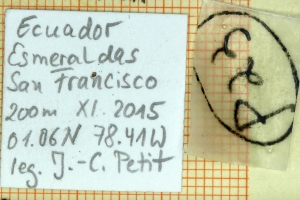 Ecuador
Esmeraldas
San Francisco
200m XI. 2015
01.06N 78.41W
leg. J.-C. Petit